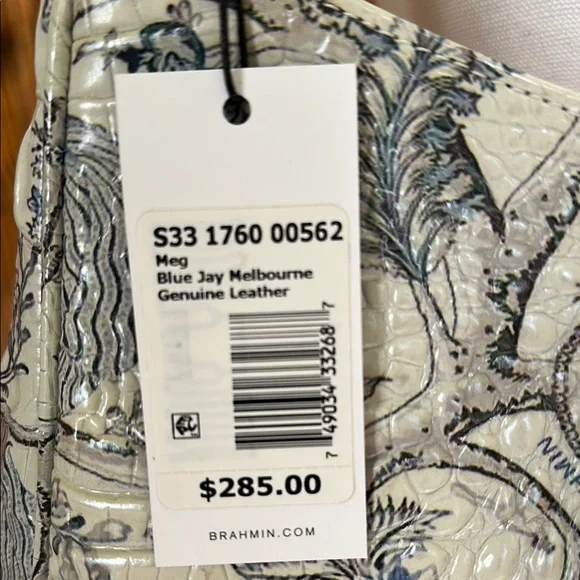 S33 1760 00562
Meg
Blue Jay Melbourne
Genuine Leather
7 49034 33268 7
$285.00
BRAHMIN.COM